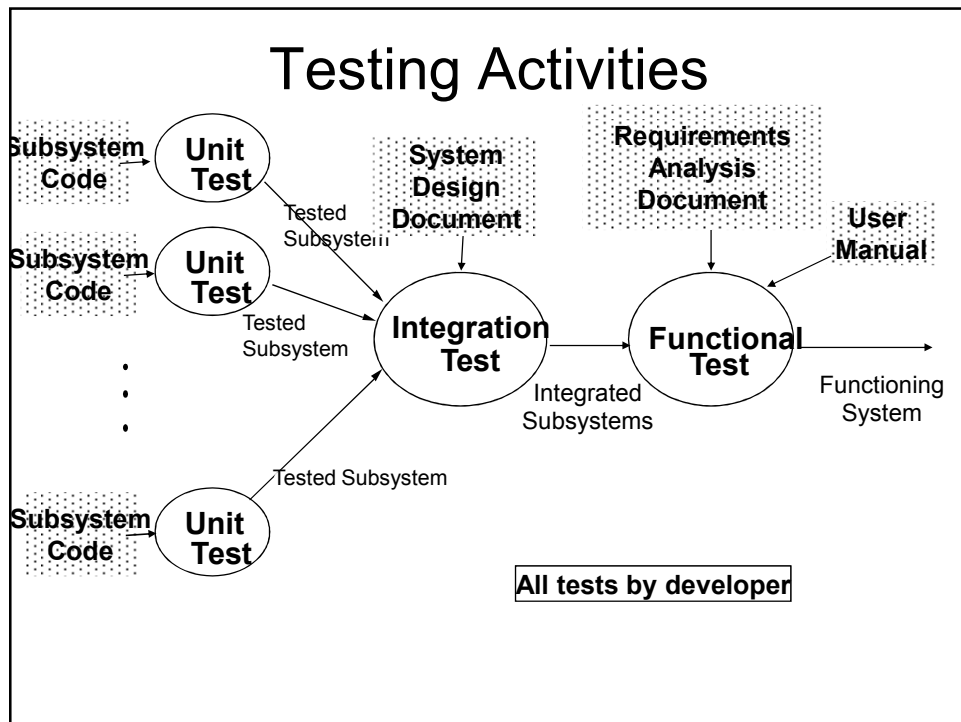 Testing Activities
Subsystem
Code
Unit
Test
Tested
Subsystem
System
Design
Document
Requirements
Analysis
Document
User
Manual
Subsystem
Code
Unit
Test
Tested
Subsystem
Integration
Test
Integrated
Subsystems
Functional
Test
Functioning
System
Tested Subsystem
Subsystem
Code
Unit
Test
All tests by developer